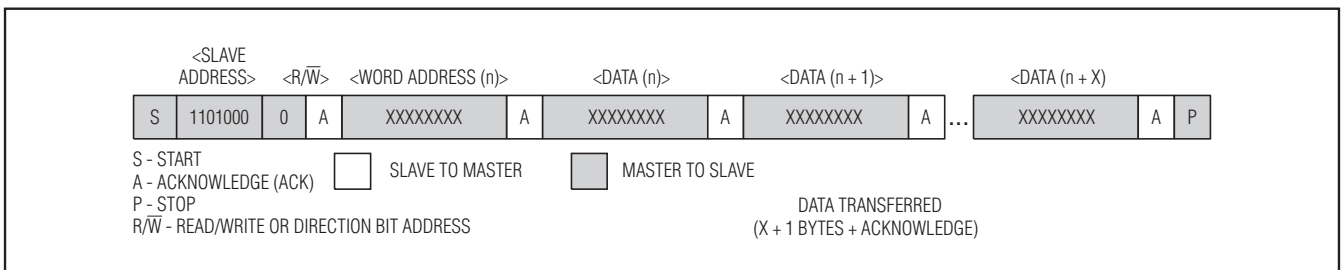 <SLAVE
ADDRESS> <R/W̅> <WORD ADDRESS (n)> <DATA (n)> <DATA (n + 1)> <DATA (n + X)
S 1101000 0 A XXXXXXXX A XXXXXXXX A XXXXXXXX A ... XXXXXXXX A P
S - START
A - ACKNOWLEDGE (ACK)
P - STOP
R/W̅ - READ/WRITE OR DIRECTION BIT ADDRESS
SLAVE TO MASTER
MASTER TO SLAVE
DATA TRANSFERRED
(X + 1 BYTES + ACKNOWLEDGE)